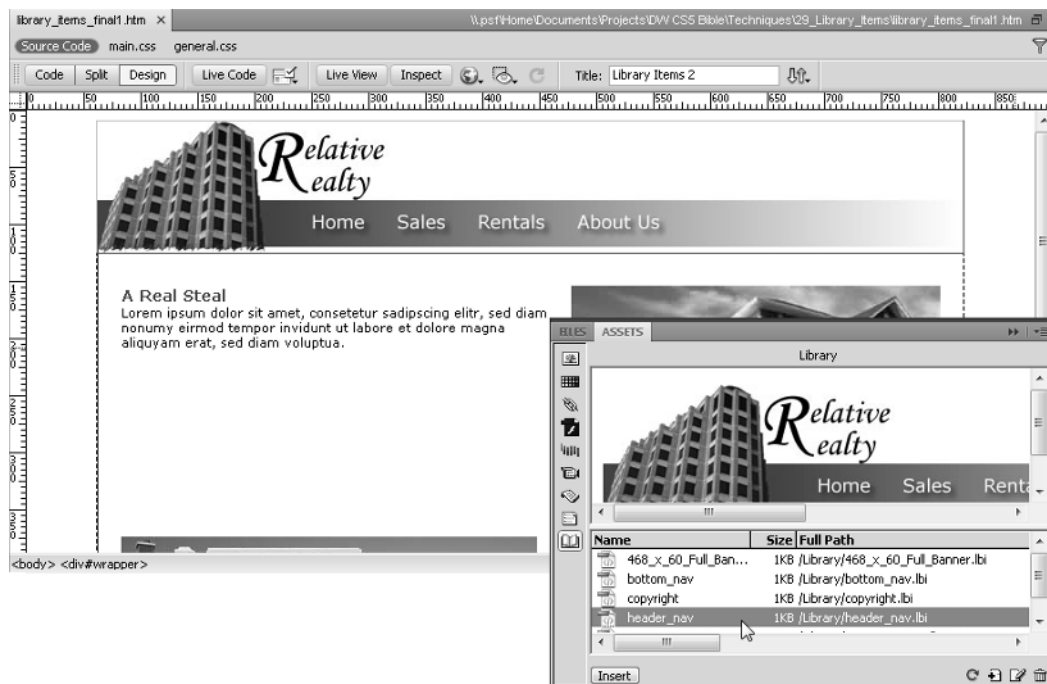 library_items_final1.htm ×
\\.psf\Home\Documents\Projects\DW CS5 Bible\Techniques\29_Library_Items\library_items_final1.htm
Source Code main.css general.css
Code Split Design Live Code Live View Inspect Title: Library Items 2
0 50 100 150 200 250 300 350 400 450 500 550 600 650 700 750 800 850
Relative
Realty
Home Sales Rentals About Us
A Real Steal
Lorem ipsum dolor sit amet, consetetur sadipscing elitr, sed diam
nonumy eirmod tempor invidunt ut labore et dolore magna
aliquyam erat, sed diam voluptua.
<body> <div#wrapper>
FILES ASSETS
Library
Relative
Realty
Home Sales Renta
Name Size Full Path
468_x_60_Full_Ban... 1KB /Library/468_x_60_Full_Banner.lbi
bottom_nav 1KB /Library/bottom_nav.lbi
copyright 1KB /Library/copyright.lbi
header_nav 1KB /Library/header_nav.lbi
Insert